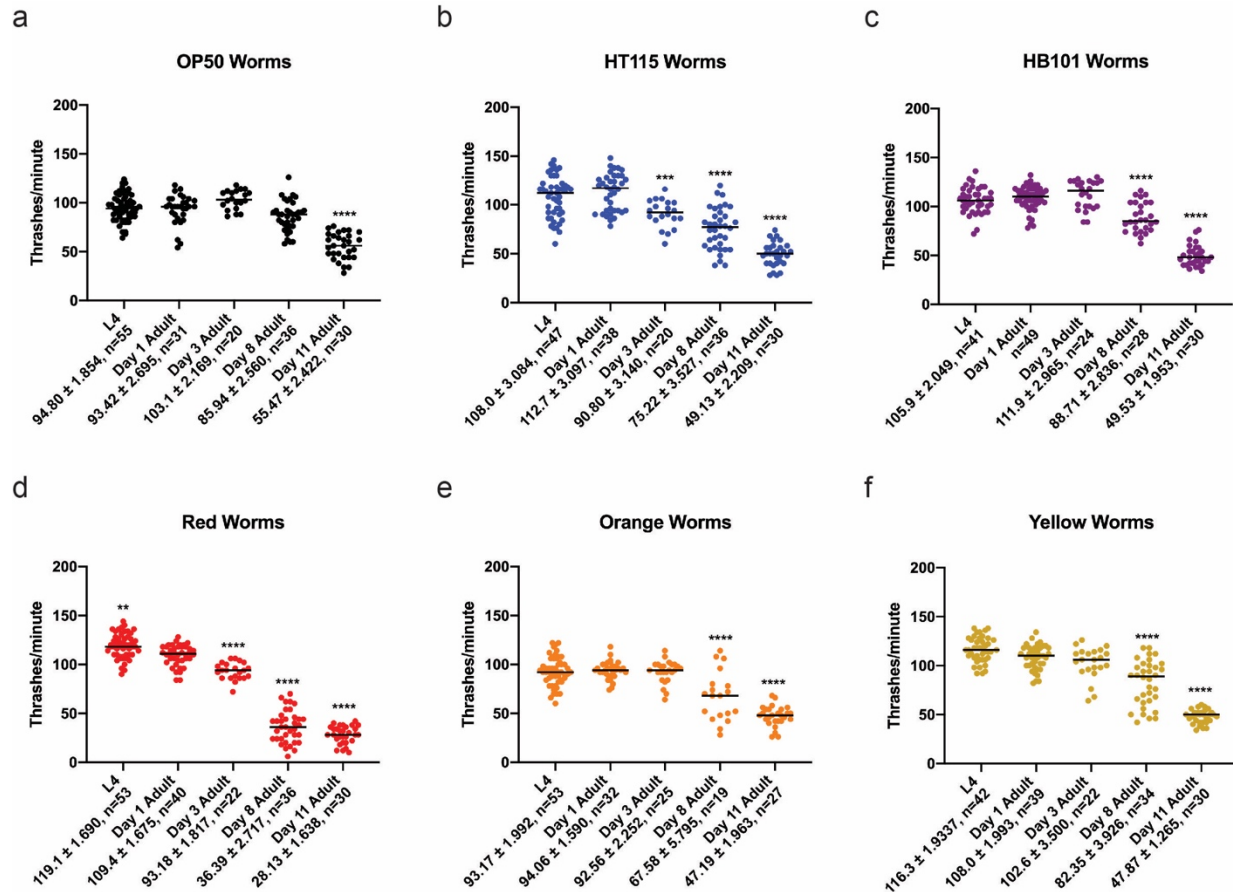 a
OP50 Worms
Thrashes/minute
200
150
100
50
0
****
L4
94.80 ± 1.854, n=55
Day 1 Adult
93.42 ± 2.695, n=31
Day 3 Adult
103.1 ± 2.169, n=20
Day 8 Adult
85.94 ± 2.560, n=36
Day 11 Adult
55.47 ± 2.422, n=30
b
HT115 Worms
Thrashes/minute
200
150
100
50
0
***
****
****
L4
108.0 ± 3.084, n=47
Day 1 Adult
112.7 ± 3.097, n=38
Day 3 Adult
90.80 ± 3.140, n=20
Day 8 Adult
75.22 ± 3.527, n=36
Day 11 Adult
49.13 ± 2.209, n=30
c
HB101 Worms
Thrashes/minute
200
150
100
50
0
****
****
L4
105.9 ± 2.049, n=41
Day 1 Adult
n=49
Day 3 Adult
111.9 ± 2.965, n=24
Day 8 Adult
88.71 ± 2.836, n=28
Day 11 Adult
49.53 ± 1.953, n=30
d
Red Worms
Thrashes/minute
200
150
100
50
0
**
****
****
****
L4
119.1 ± 1.690, n=53
Day 1 Adult
109.4 ± 1.675, n=40
Day 3 Adult
93.18 ± 1.817, n=22
Day 8 Adult
36.39 ± 2.717, n=36
Day 11 Adult
28.13 ± 1.638, n=30
e
Orange Worms
Thrashes/minute
200
150
100
50
0
****
****
L4
93.17 ± 1.992, n=53
Day 1 Adult
94.06 ± 1.590, n=32
Day 3 Adult
92.56 ± 2.252, n=25
Day 8 Adult
67.58 ± 5.795, n=19
Day 11 Adult
47.19 ± 1.963, n=27
f
Yellow Worms
Thrashes/minute
200
150
100
50
0
****
****
L4
116.3 ± 1.9337, n=42
Day 1 Adult
108.0 ± 1.993, n=39
Day 3 Adult
102.6 ± 3.500, n=22
Day 8 Adult
82.35 ± 3.926, n=34
Day 11 Adult
47.87 ± 1.265, n=30